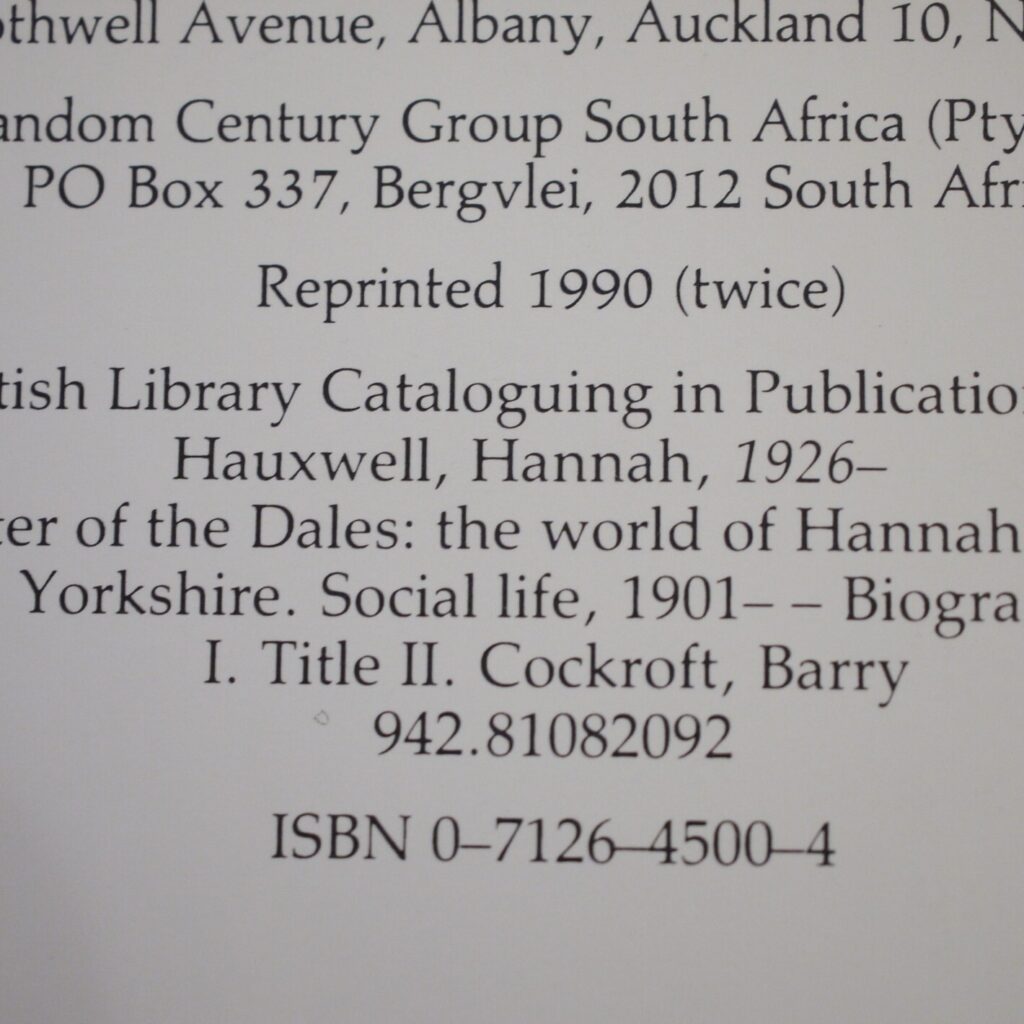 othwell Avenue, Albany, Auckland 10, N
andom Century Group South Africa (Pty
PO Box 337, Bergvlei, 2012 South Afri
Reprinted 1990 (twice)
tish Library Cataloguing in Publicatio
Hauxwell, Hannah, 1926–
ter of the Dales: the world of Hannah
Yorkshire. Social life, 1901– – Biogra
I. Title II. Cockroft, Barry
942.81082092
ISBN 0–7126–4500–4